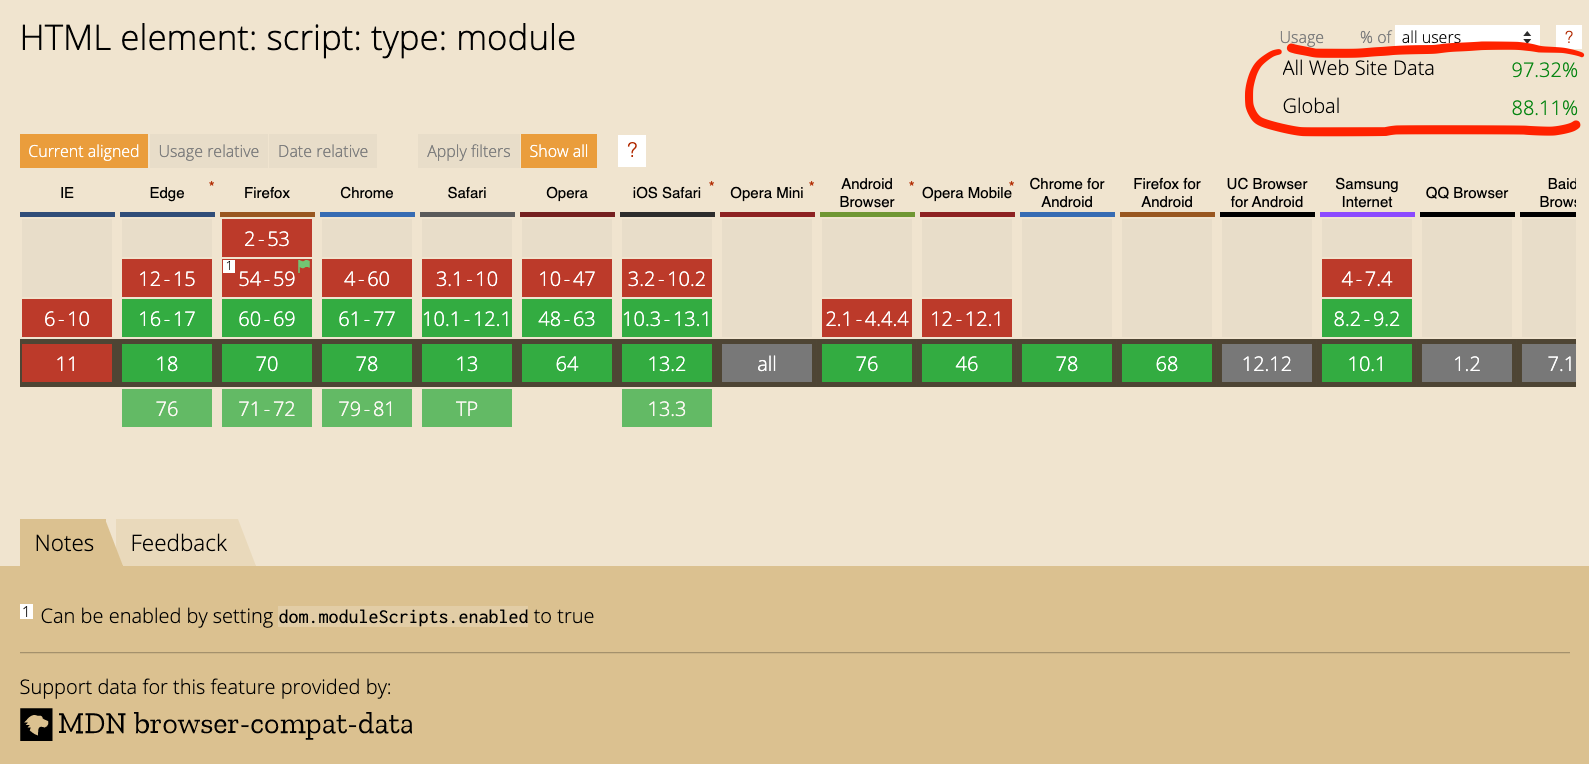 HTML element: script: type: module
Usage % of all users ?
All Web Site Data 97.32%
Global 88.11%
Current aligned Usage relative Date relative Apply filters Show all ?
IE Edge * Firefox Chrome Safari Opera iOS Safari * Opera Mini * Android Browser * Opera Mobile * Chrome for Android Firefox for Android UC Browser for Android Samsung Internet QQ Browser Baid Brows
2-53
12-15 1 54-59 4-60 3.1-10 10-47 3.2-10.2 4-7.4
6-10 16-17 60-69 61-77 10.1-12.1 48-63 10.3-13.1 2.1-4.4.4 12-12.1 8.2-9.2
11 18 70 78 13 64 13.2 all 76 46 78 68 12.12 10.1 1.2 7.1
76 71-72 79-81 TP 13.3
Notes Feedback
1 Can be enabled by setting dom.moduleScripts.enabled to true
Support data for this feature provided by:
MDN browser-compat-data